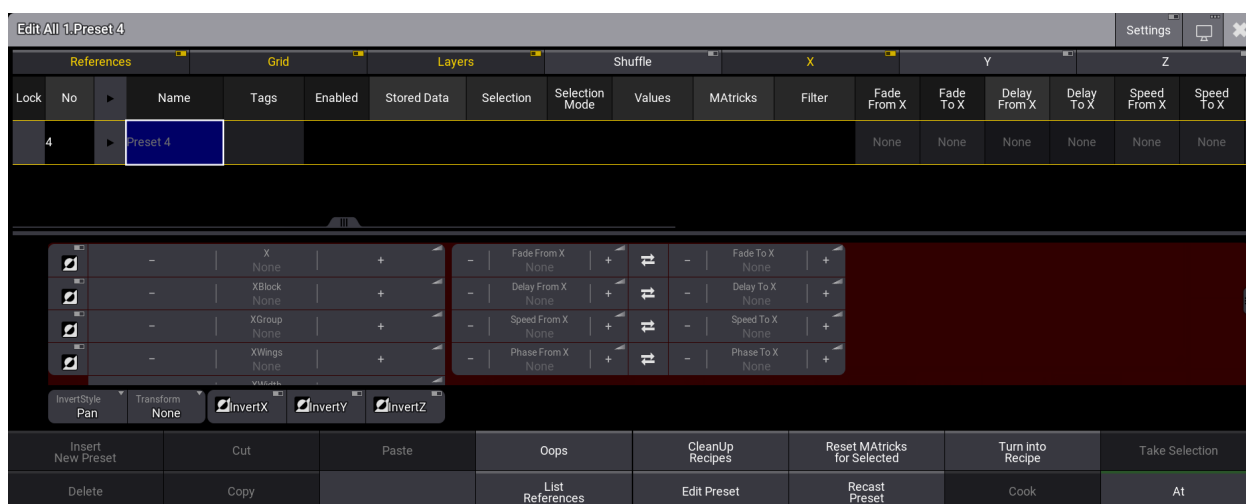 Edit All 1.Preset 4
Settings
References Grid Layers Shuffle X Y Z
Lock No Name Tags Enabled Stored Data Selection Selection Mode Values MAtricks Filter Fade From X Fade To X Delay From X Delay To X Speed From X Speed To X
4 Preset 4 None None None None None None
− X None + − Fade From X None + − Fade To X None +
− XBlock None + − Delay From X None + − Delay To X None +
− XGroup None + − Speed From X None + − Speed To X None +
− XWings None + − Phase From X None + − Phase To X None +
XWidth
InvertStyle Pan Transform None InvertX InvertY InvertZ
Insert New Preset Cut Paste Oops CleanUp Recipes Reset MAtricks for Selected Turn into Recipe Take Selection
Delete Copy List References Edit Preset Recast Preset Cook At